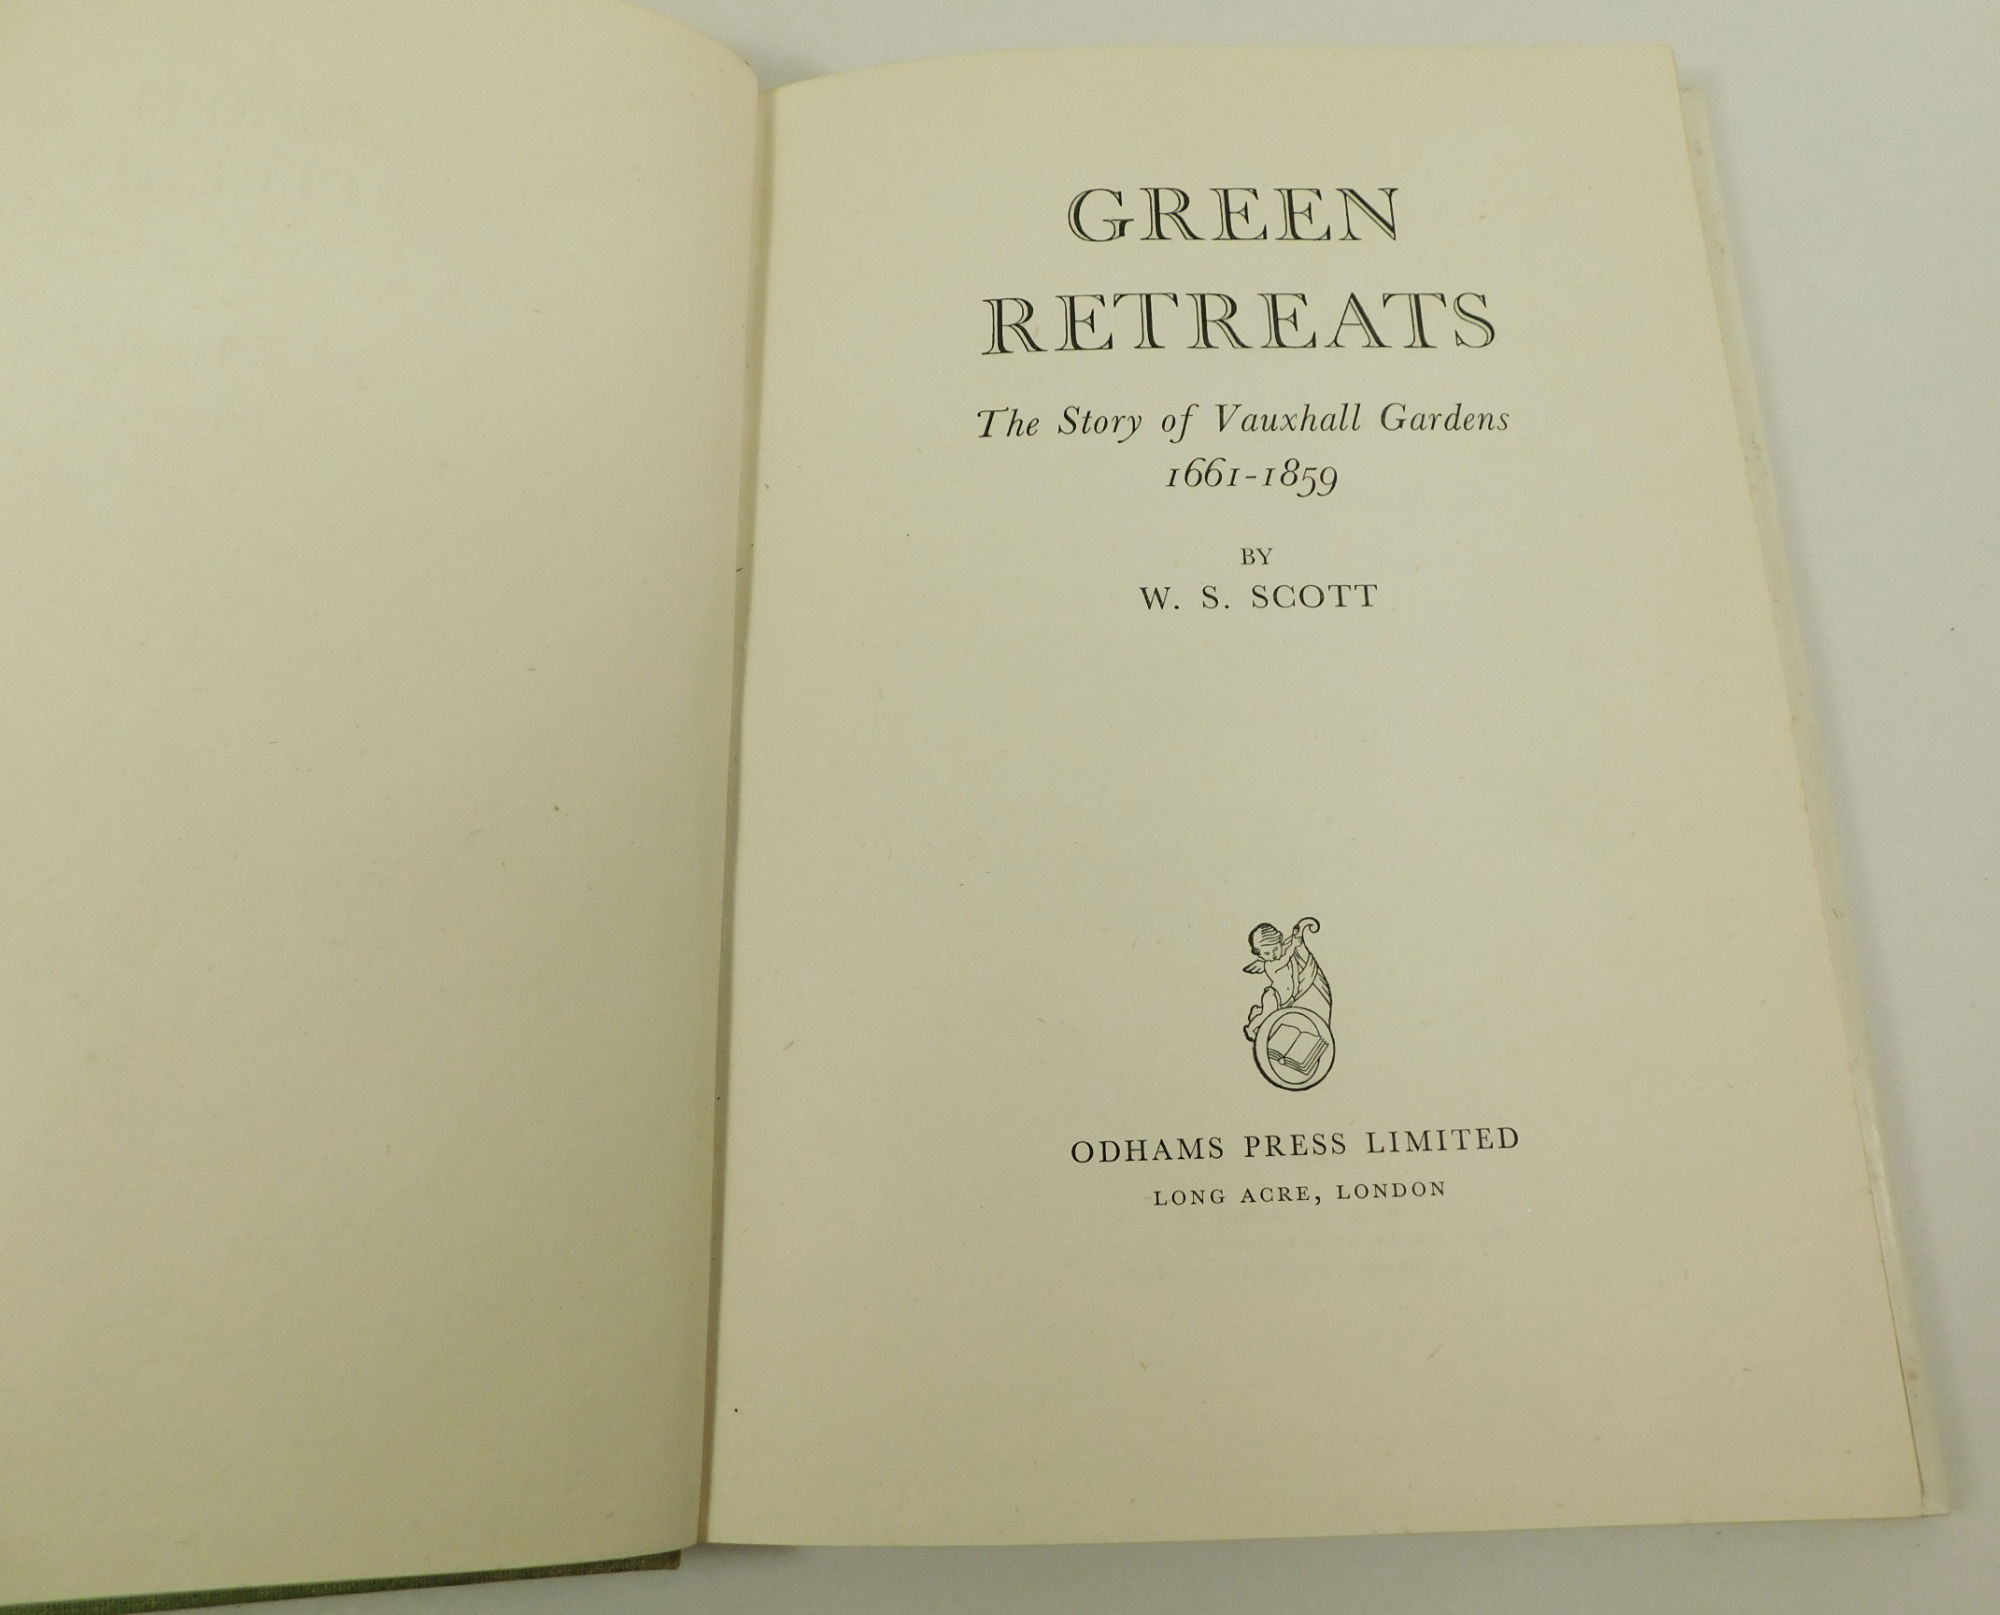 GREEN
RETREATS
The Story of Vauxhall Gardens
1661-1859
BY
W. S. SCOTT
ODHAMS PRESS LIMITED
LONG ACRE, LONDON